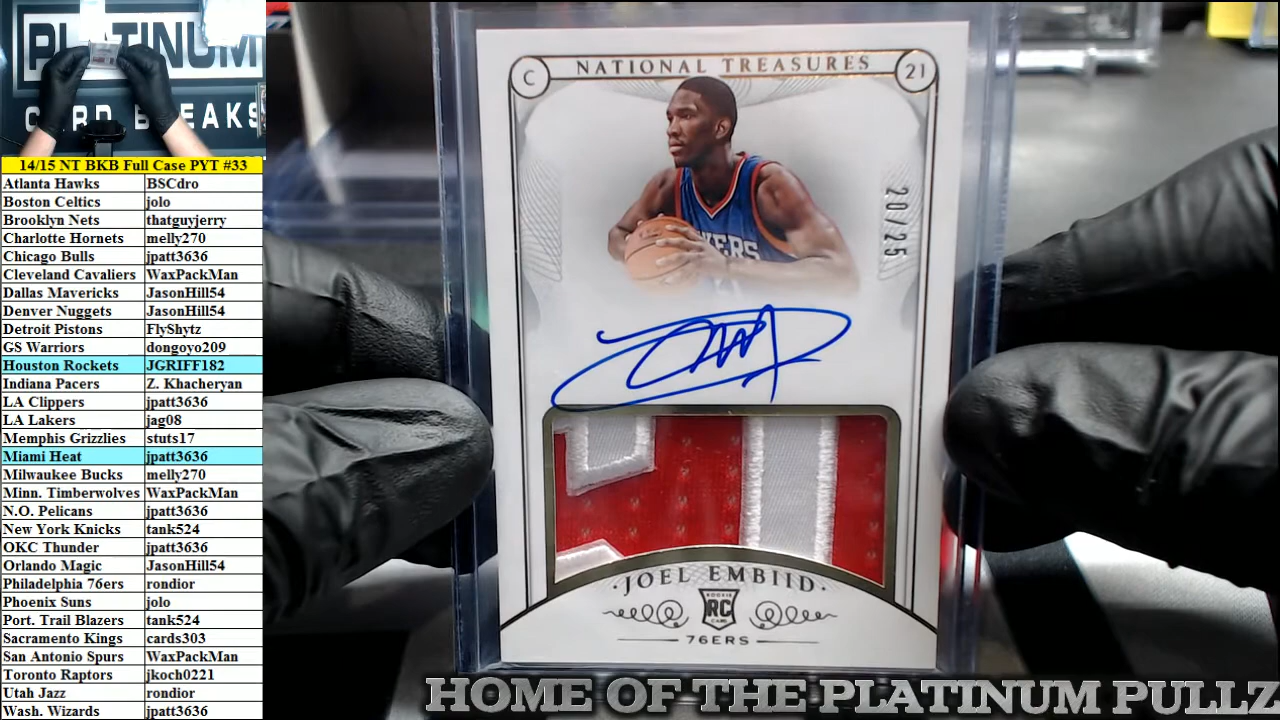 PLATINUM
CARD BREAKS
14/15 NT BKB Full Case PYT #33
Atlanta Hawks BSCdro
Boston Celtics jolo
Brooklyn Nets thatguyjerry
Charlotte Hornets melly270
Chicago Bulls jpatt3636
Cleveland Cavaliers WaxPackMan
Dallas Mavericks JasonHill54
Denver Nuggets JasonHill54
Detroit Pistons FlyShytz
GS Warriors dongoyo209
Houston Rockets JGRIFF182
Indiana Pacers Z. Khacheryan
LA Clippers jpatt3636
LA Lakers jag08
Memphis Grizzlies stuts17
Miami Heat jpatt3636
Milwaukee Bucks melly270
Minn. Timberwolves WaxPackMan
N.O. Pelicans jpatt3636
New York Knicks tank524
OKC Thunder jpatt3636
Orlando Magic JasonHill54
Philadelphia 76ers rondior
Phoenix Suns jolo
Port. Trail Blazers tank524
Sacramento Kings cards303
San Antonio Spurs WaxPackMan
Toronto Raptors jkoch0221
Utah Jazz rondior
Wash. Wizards jpatt3636
C NATIONAL TREASURES 21
20/25
KERS
·JOEL EMBIID·
ROOKIE
RC
CARD
76ERS
HOME OF THE PLATINUM PULLZ